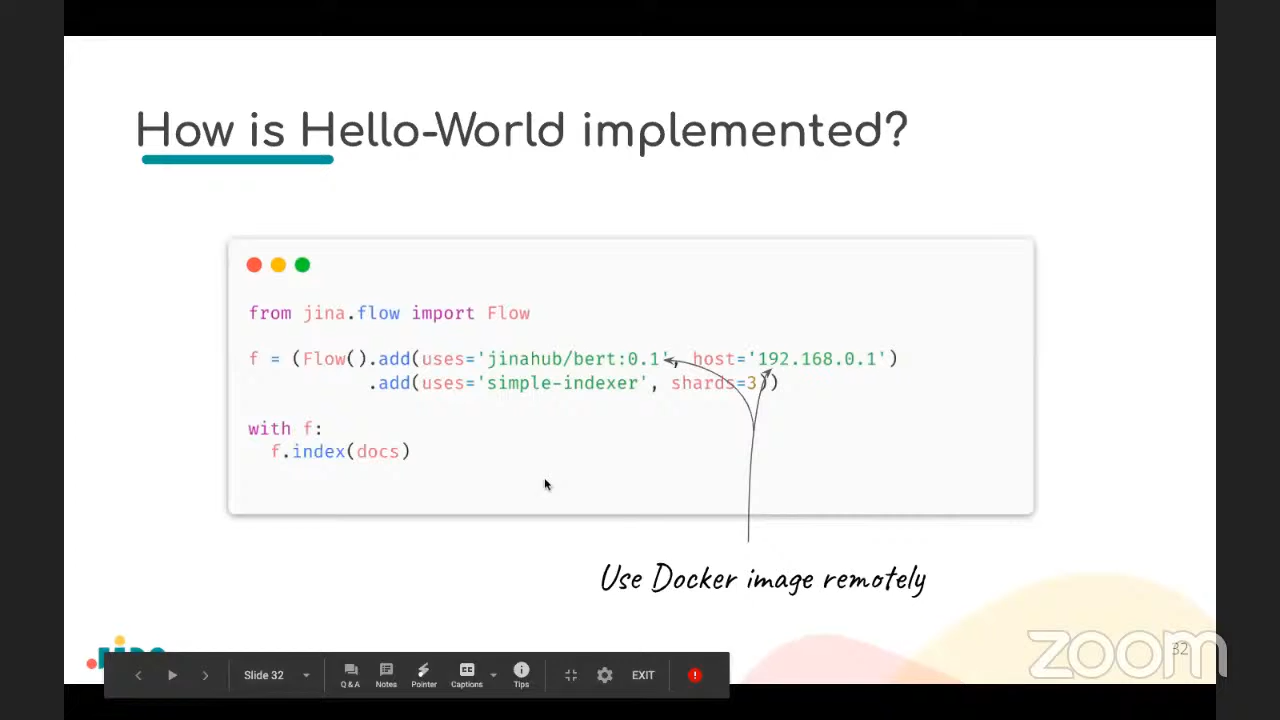 How is Hello-World implemented?
from jina.flow import Flow
f = (Flow().add(uses='jinahub/bert:0.1', host='192.168.0.1')
.add(uses='simple-indexer', shards=3))
with f:
f.index(docs)
Use Docker image remotely
32
zoom
Slide 32
Q&A
Notes
Pointer
Captions
Tips
EXIT